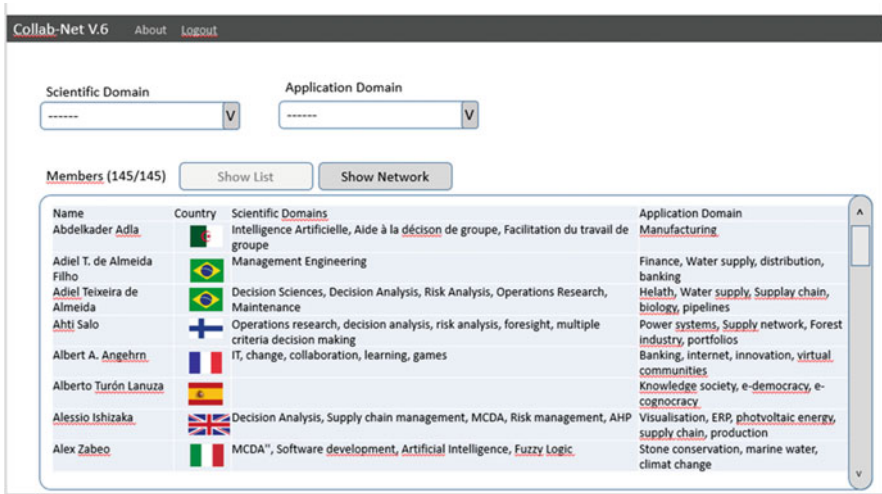 Collab-Net V.6 About Logout
Scientific Domain Application Domain
------ V ------ V
Members (145/145) Show List Show Network
Name Country Scientific Domains Application Domain
Abdelkader Adla Intelligence Artificielle, Aide à la décison de groupe, Facilitation du travail de Manufacturing
groupe
Adiel T. de Almeida Management Engineering Finance, Water supply, distribution,
Filho banking
Adiel Teixeira de Decision Sciences, Decision Analysis, Risk Analysis, Operations Research, Helath, Water supply, Supplay chain,
Almeida Maintenance biology, pipelines
Ahti Salo Operations research, decision analysis, risk analysis, foresight, multiple Power systems, Supply network, Forest
criteria decision making industry, portfolios
Albert A. Angehrn IT, change, collaboration, learning, games Banking, internet, innovation, virtual
communities
Alberto Turón Lanuza Knowledge society, e-democracy, e-
cognocracy
Alessio Ishizaka Decision Analysis, Supply chain management, MCDA, Risk management, AHP Visualisation, ERP, photvoltaic energy,
supply chain, production
Alex Zabeo MCDA", Software development, Artificial Intelligence, Fuzzy Logic Stone conservation, marine water,
climat change